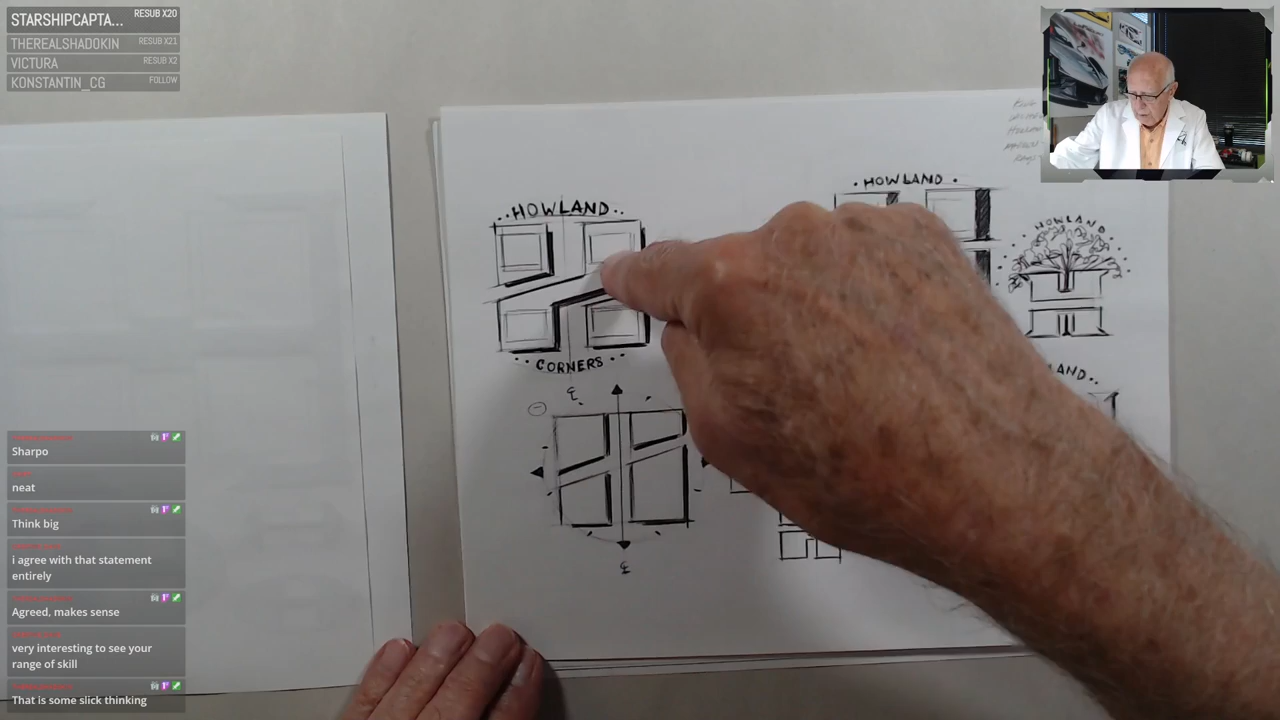 STARSHIPCAPTA...
RESUB X20
THEREALSHADOKIN
RESUB X21
VICTURA
RESUB X2
KONSTANTIN_CG
FOLLOW
HOWLAND
CORNERS
HOWLAND
HOWLAND
LAND
Sharpo
neat
Think big
i agree with that statement
entirely
Agreed, makes sense
very interesting to see your
range of skill
That is some slick thinking